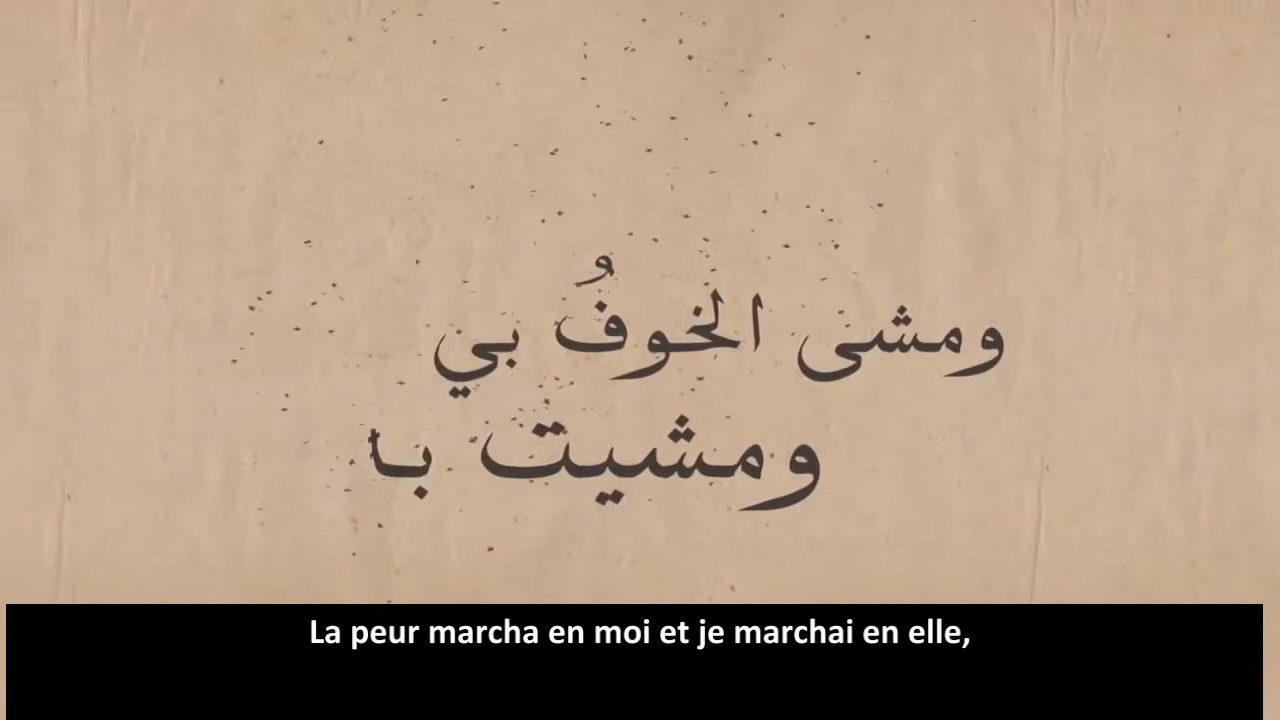 ومشى الخوفُ بي
ومشيت
La peur marcha en moi et je marchai en elle,